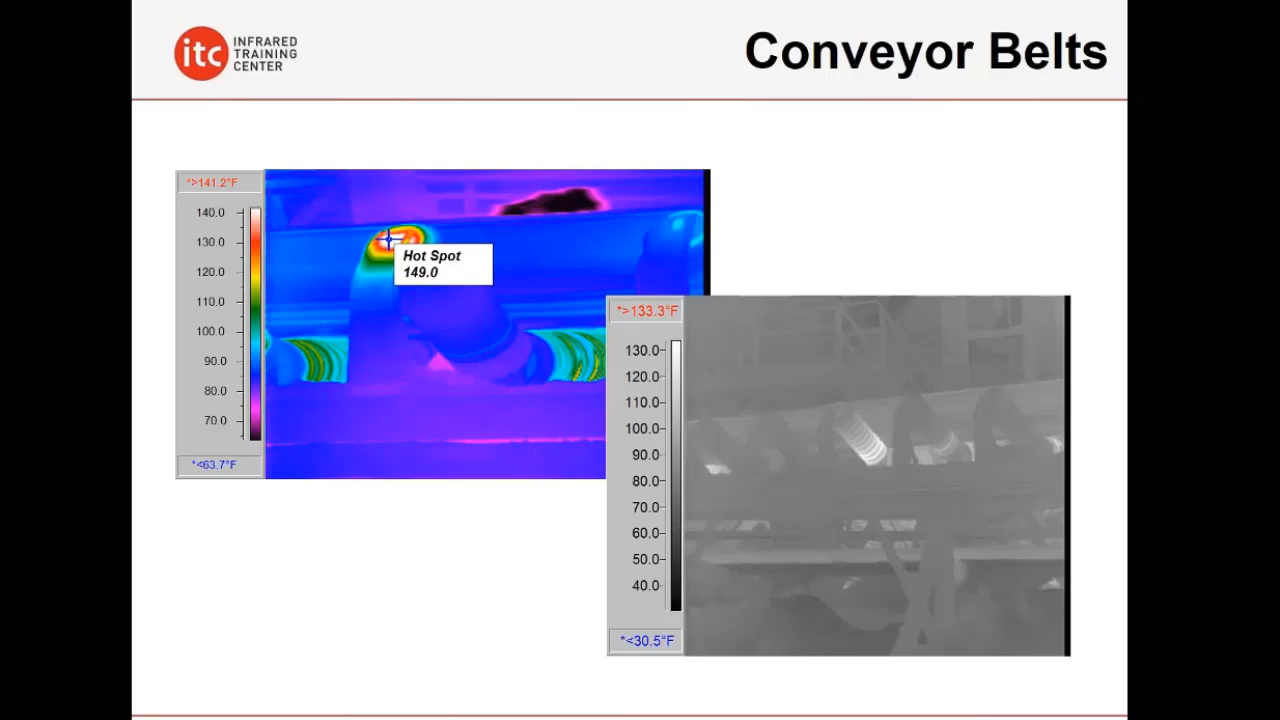 itc
INFRARED
TRAINING
CENTER
Conveyor Belts
*>141.2°F
140.0
130.0
120.0
110.0
100.0
90.0
80.0
70.0
*<63.7°F
Hot Spot
149.0
*>133.3°F
130.0
120.0
110.0
100.0
90.0
80.0
70.0
60.0
50.0
40.0
*<30.5°F